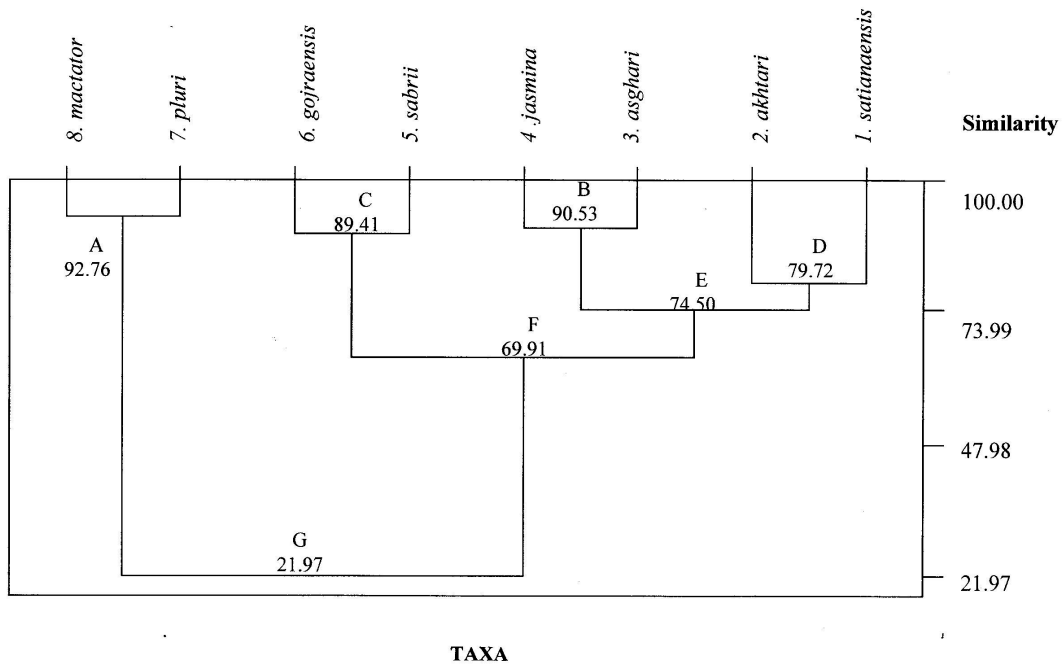 8. mactator
7. pluri
6. gojraensis
5. sabrii
4 .jasmina
3. asghari
2. akhtari
1. satianaensis
Similarity
100.00
C
89.41
B
90.53
A
92.76
D
79.72
E
74.50
F
69.91
73.99
47.98
G
21.97
21.97
TAXA